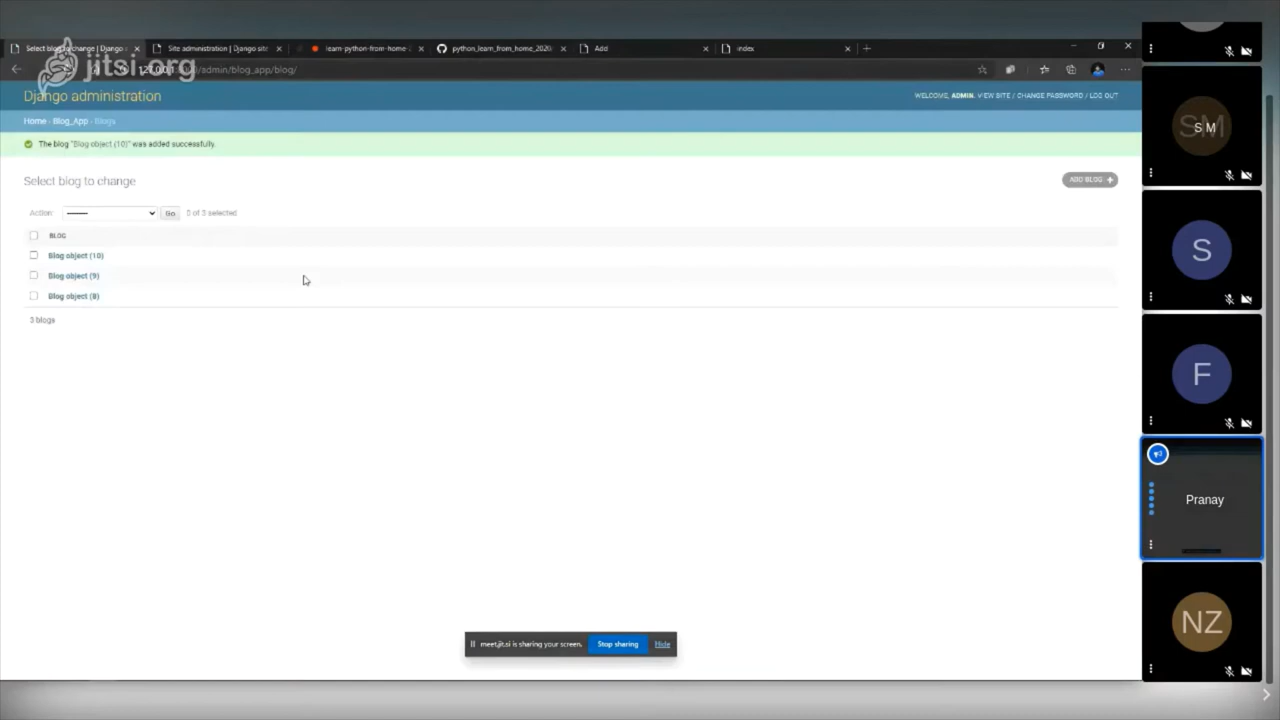 Select blog to change | Django a
Site administration | Django site
learn-python-from-home-2
python_learn_from_home_2020
Add
index
jitsi.org
127.0.0.1
/admin/blog_app/blog/
Django administration
WELCOME, ADMIN. VIEW SITE / CHANGE PASSWORD / LOG OUT
Home › Blog_App › Blogs
The blog "Blog object (10)" was added successfully.
Select blog to change
ADD BLOG +
Action: --------- Go
of 3 selected
BLOG
Blog object (10)
Blog object (9)
Blog object (8)
3 blogs
meet.jit.si is sharing your screen.
Stop sharing
Hide
SM
S M
S
F
Pranay
NZ